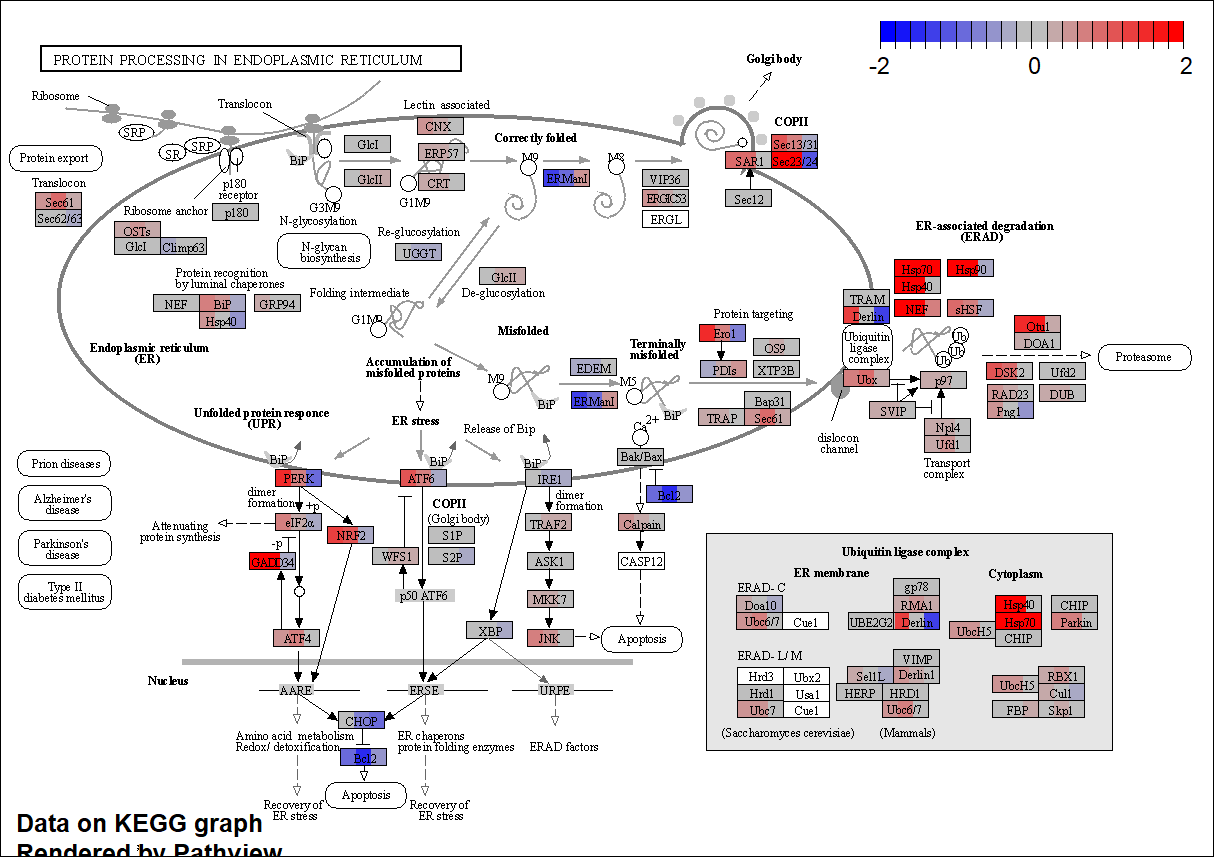 -2 0 2
PROTEIN PROCESSING IN ENDOPLASMIC RETICULUM
Golgi body
Ribosome
Translocon
Lectin associated
SRP
CNX
COPII
SRP
SR
GlcI
Correctly folded
Sec13/31
Protein export
BiP
ERP57
M9
M8
SAR1
Sec23/24
Translocon
p180
receptor
GlcII
CRT
ERManI
VIP36
Sec61
G1M9
ERGIC53
Sec12
Sec62/63
Ribosome anchor
p180
G3M9
N-glycosylation
ERGL
OSTs
Re-glucosylation
ER-associated degradation
(ERAD)
GlcI
Climp63
N-glycan
biosynthesis
UGGT
Protein recognition
by luminal chaperones
GlcII
Hsp70
Hsp90
Folding intermediate
De-glucosylation
Hsp40
NEF
BiP
GRP94
TRAM
NEF
sHSF
Hsp40
G1M9
Misfolded
Protein targeting
Derlin
Otu1
Endoplasmic reticulum
(ER)
Terminally
misfolded
Ero1
OS9
Ubiquitin
ligase
complex
Ub
Ub
Ub
DOA1
Proteasome
Accumulation of
misfolded proteins
EDEM
PDIs
XTP3B
M9
M5
Ubx
p97
DSK2
Ufd2
BiP
ERManI
Bap31
RAD23
DUB
Unfolded protein responce
(UPR)
ER stress
BiP
TRAP
Sec61
SVIP
Png1
Release of Bip
Ca2+
dislocon
channel
Npl4
Ufd1
Prion diseases
BiP
BiP
BiP
Bak/Bax
Transport
complex
PERK
ATF6
IRE1
Alzheimer's
disease
dimer
formation
+p
COPII
(Golgi body)
dimer
formation
Bcl2
Attenuating
protein synthesis
eIF2α
NRF2
TRAF2
Calpain
Parkinson's
disease
-p
S1P
GADD34
WFS1
S2P
ASK1
CASP12
Ubiquitin ligase complex
Type II
diabetes mellitus
p50 ATF6
MKK7
ER membrane
Cytoplasm
ERAD- C
gp78
Doa10
RMA1
Hsp40
CHIP
Ubc6/7
Cue1
UBE2G2
Derlin
Hsp70
Parkin
ATF4
XBP
JNK
Apoptosis
UbcH5
CHIP
ERAD- L/ M
VIMP
Nucleus
Hrd3
Ubx2
Sel1L
Derlin1
UbcH5
RBX1
AARE
ERSE
URPE
Hrd1
Usa1
HERP
HRD1
Cul1
Ubc7
Cue1
Ubc6/7
FBP
Skp1
CHOP
(Saccharomyces cerevisiae)
(Mammals)
Amino acid metabolism
Redox/ detoxification
ER chaperons
protein folding enzymes
ERAD factors
Bcl2
Apoptosis
Recovery of
ER stress
Recovery of
ER stress
Data on KEGG graph
Rendered by Pathview